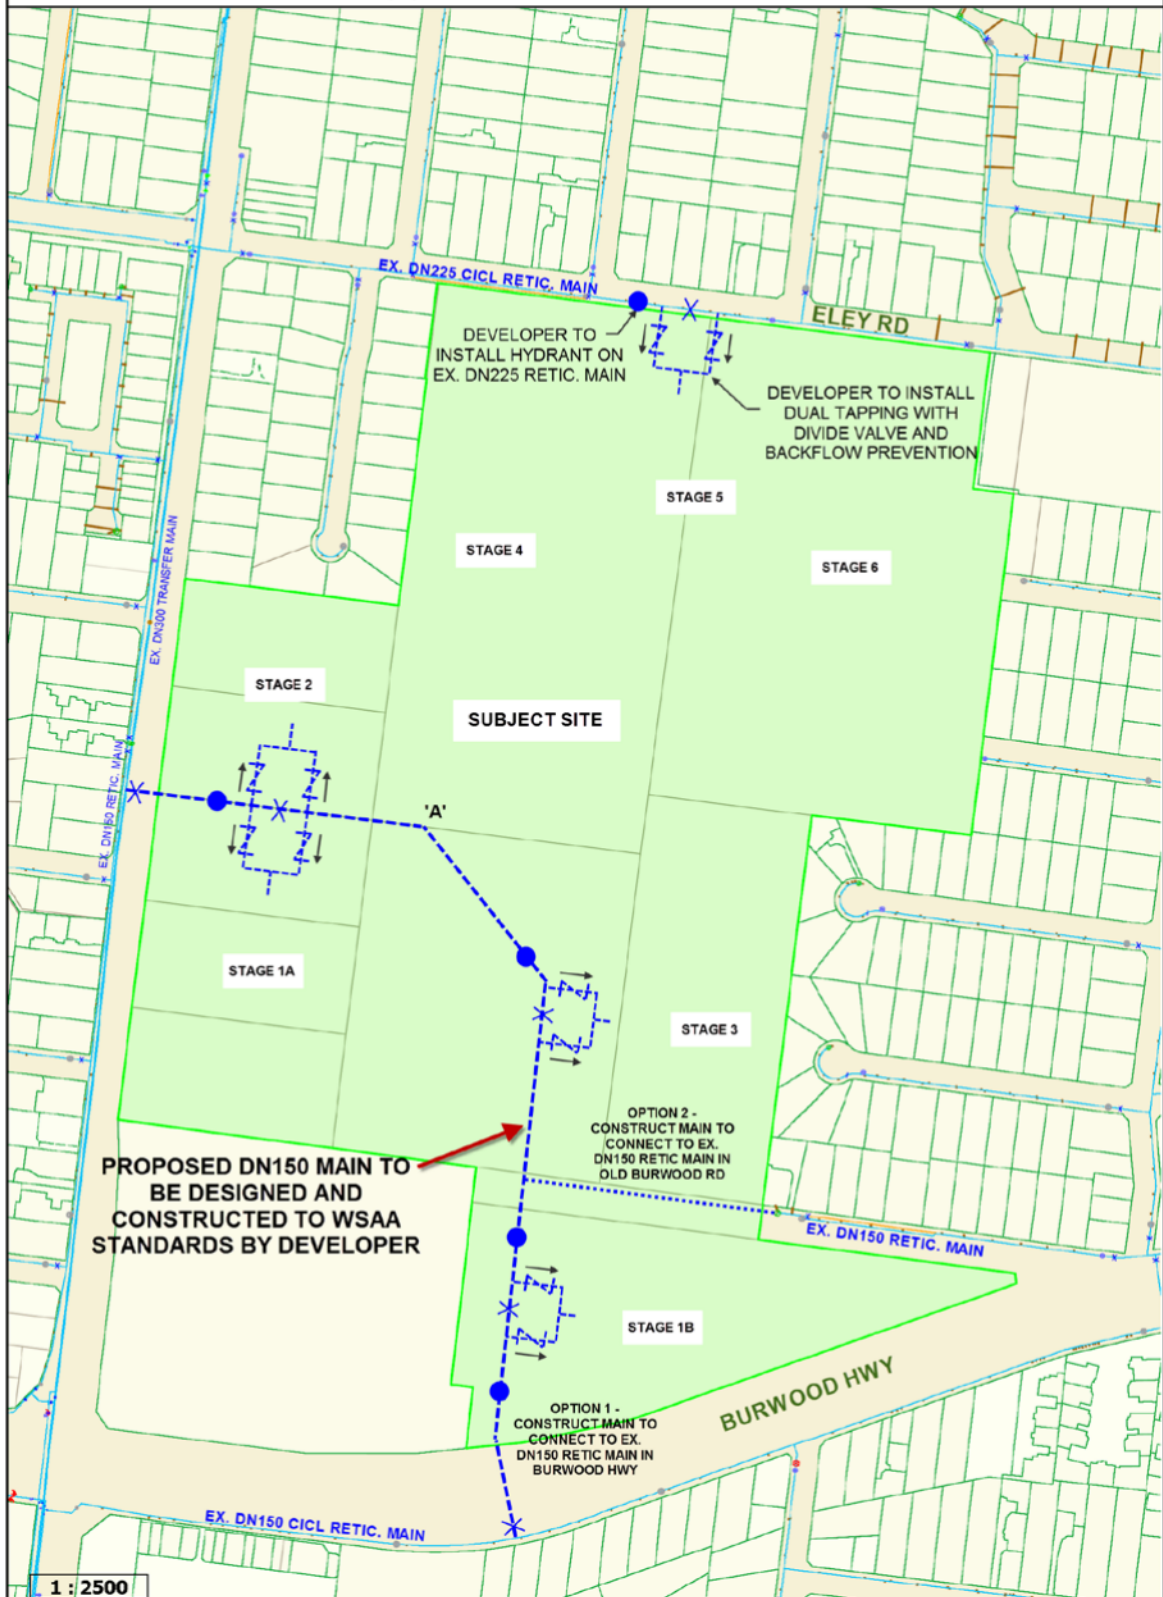 EX. DN225 CICL RETIC. MAIN
ELEY RD
DEVELOPER TO
INSTALL HYDRANT ON
EX. DN225 RETIC. MAIN
DEVELOPER TO INSTALL
DUAL TAPPING WITH
DIVIDE VALVE AND
BACKFLOW PREVENTION
STAGE 5
STAGE 4
STAGE 6
EX. DN300 TRANSFER MAIN
STAGE 2
SUBJECT SITE
EX. DN150 RETIC. MAIN
'A'
STAGE 1A
STAGE 3
OPTION 2 -
CONSTRUCT MAIN TO
CONNECT TO EX.
DN150 RETIC MAIN IN
OLD BURWOOD RD
PROPOSED DN150 MAIN TO
BE DESIGNED AND
CONSTRUCTED TO WSAA
STANDARDS BY DEVELOPER
EX. DN150 RETIC. MAIN
STAGE 1B
BURWOOD HWY
OPTION 1 -
CONSTRUCT MAIN TO
CONNECT TO EX.
DN150 RETIC MAIN IN
BURWOOD HWY
EX. DN150 CICL RETIC. MAIN
1 : 2500